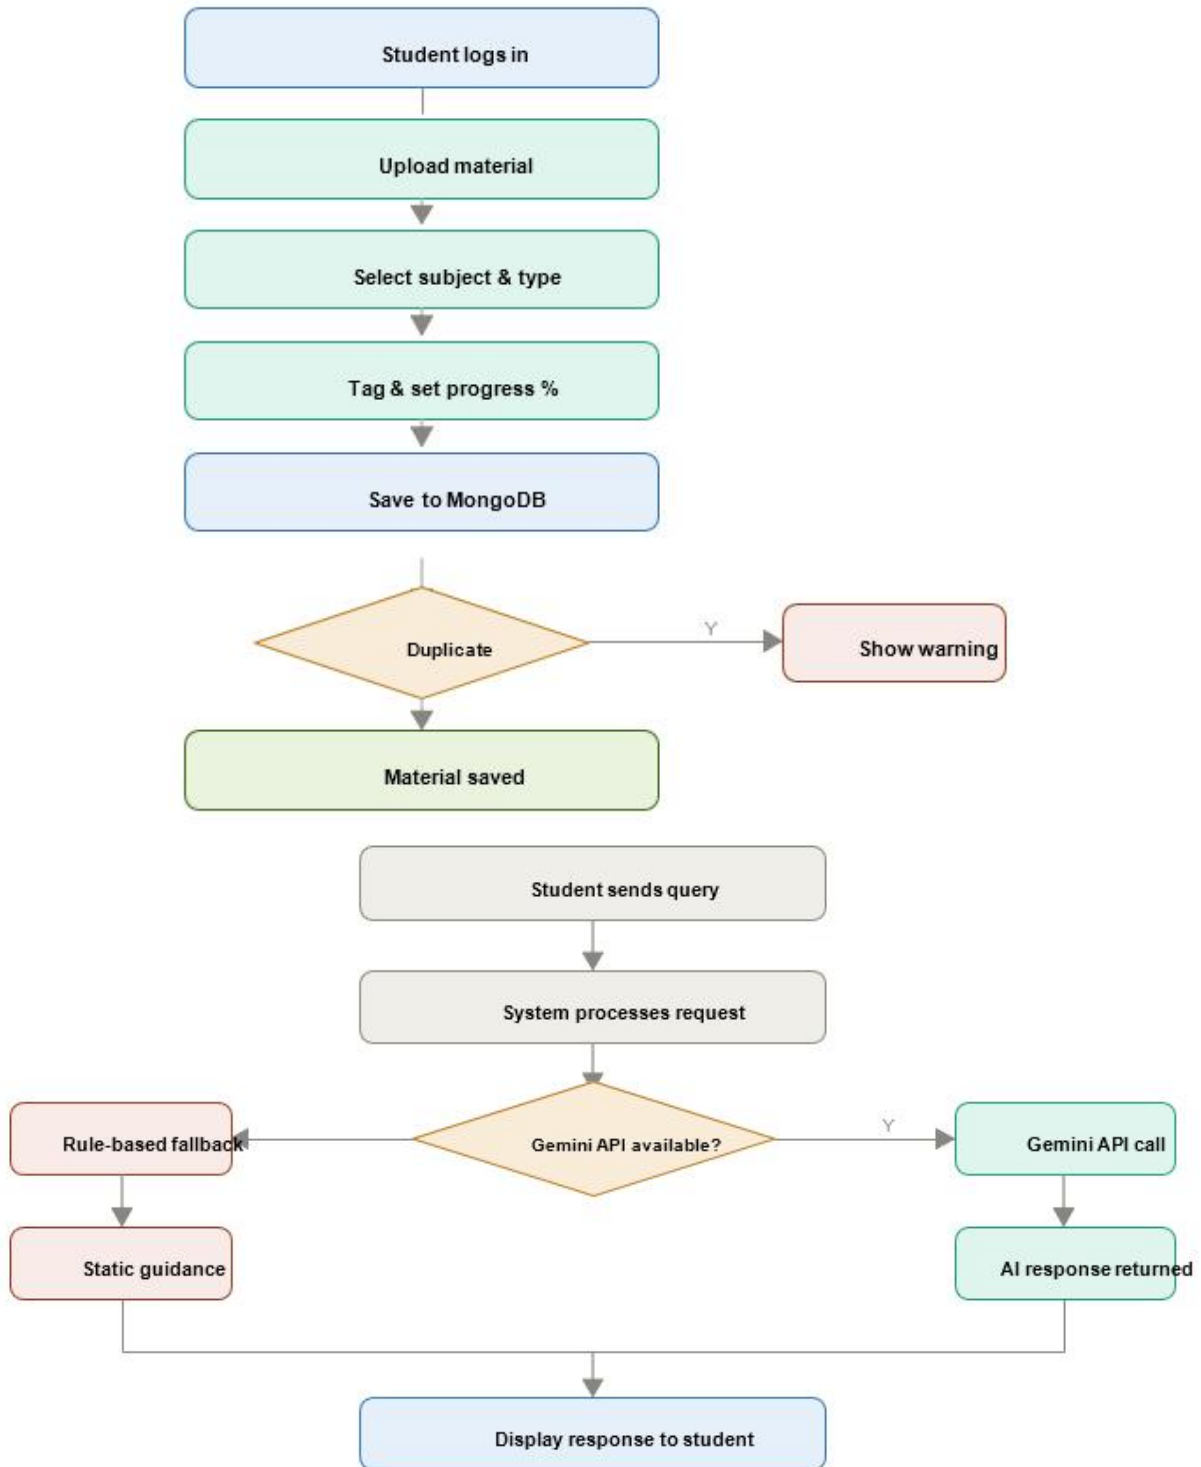 Student logs in
Upload material
Select subject & type
Tag & set progress %
Save to MongoDB
Duplicate
Y
Show warning
Material saved
Student sends query
System processes request
Rule-based fallback
Gemini API available?
Y
Gemini API call
Static guidance
AI response returned
Display response to student